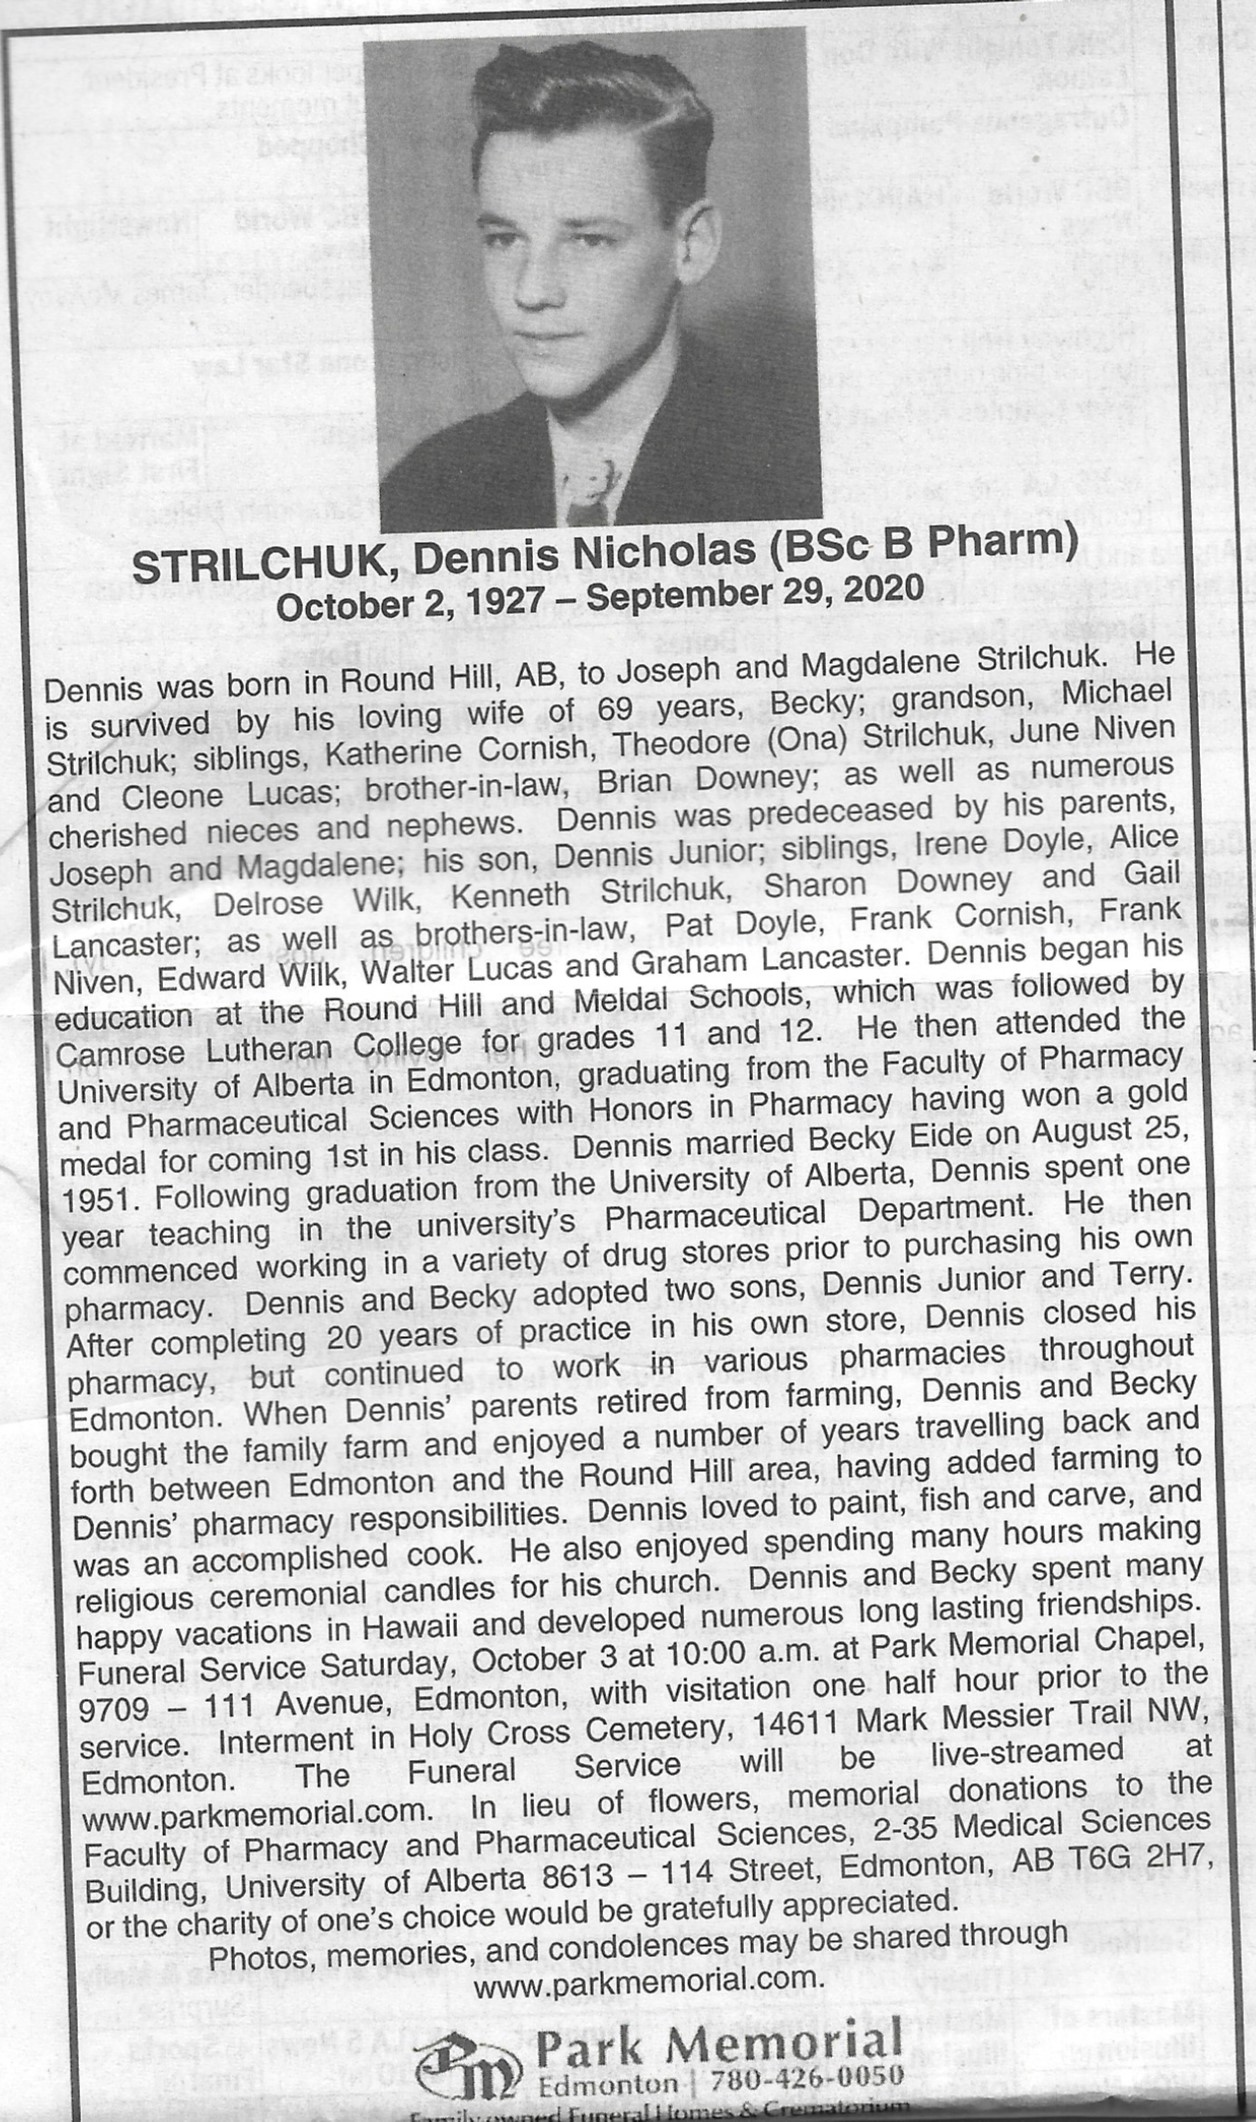 STRILCHUK, Dennis Nicholas (BSc B Pharm)
October 2, 1927 – September 29, 2020
Dennis was born in Round Hill, AB, to Joseph and Magdalene Strilchuk. He
is survived by his loving wife of 69 years, Becky; grandson, Michael
Strilchuk; siblings, Katherine Cornish, Theodore (Ona) Strilchuk, June Niven
and Cleone Lucas; brother-in-law, Brian Downey; as well as numerous
cherished nieces and nephews. Dennis was predeceased by his parents,
Joseph and Magdalene; his son, Dennis Junior; siblings, Irene Doyle, Alice
Strilchuk, Delrose Wilk, Kenneth Strilchuk, Sharon Downey and Gail
Lancaster; as well as brothers-in-law, Pat Doyle, Frank Cornish, Frank
Niven, Edward Wilk, Walter Lucas and Graham Lancaster. Dennis began his
education at the Round Hill and Meldal Schools, which was followed by
Camrose Lutheran College for grades 11 and 12. He then attended the
University of Alberta in Edmonton, graduating from the Faculty of Pharmacy
and Pharmaceutical Sciences with Honors in Pharmacy having won a gold
medal for coming 1st in his class. Dennis married Becky Eide on August 25,
1951. Following graduation from the University of Alberta, Dennis spent one
year teaching in the university's Pharmaceutical Department. He then
commenced working in a variety of drug stores prior to purchasing his own
pharmacy. Dennis and Becky adopted two sons, Dennis Junior and Terry.
After completing 20 years of practice in his own store, Dennis closed his
pharmacy, but continued to work in various pharmacies throughout
Edmonton. When Dennis' parents retired from farming, Dennis and Becky
bought the family farm and enjoyed a number of years travelling back and
forth between Edmonton and the Round Hill area, having added farming to
Dennis' pharmacy responsibilities. Dennis loved to paint, fish and carve, and
was an accomplished cook. He also enjoyed spending many hours making
religious ceremonial candles for his church. Dennis and Becky spent many
happy vacations in Hawaii and developed numerous long lasting friendships.
Funeral Service Saturday, October 3 at 10:00 a.m. at Park Memorial Chapel,
9709 – 111 Avenue, Edmonton, with visitation one half hour prior to the
service. Interment in Holy Cross Cemetery, 14611 Mark Messier Trail NW,
Edmonton. The Funeral Service will be live-streamed at
www.parkmemorial.com. In lieu of flowers, memorial donations to the
Faculty of Pharmacy and Pharmaceutical Sciences, 2-35 Medical Sciences
Building, University of Alberta 8613 – 114 Street, Edmonton, AB T6G 2H7,
or the charity of one's choice would be gratefully appreciated.
Photos, memories, and condolences may be shared through
www.parkmemorial.com.
PM Park Memorial
Edmonton | 780-426-0050
Family owned Funeral Homes & Crematorium